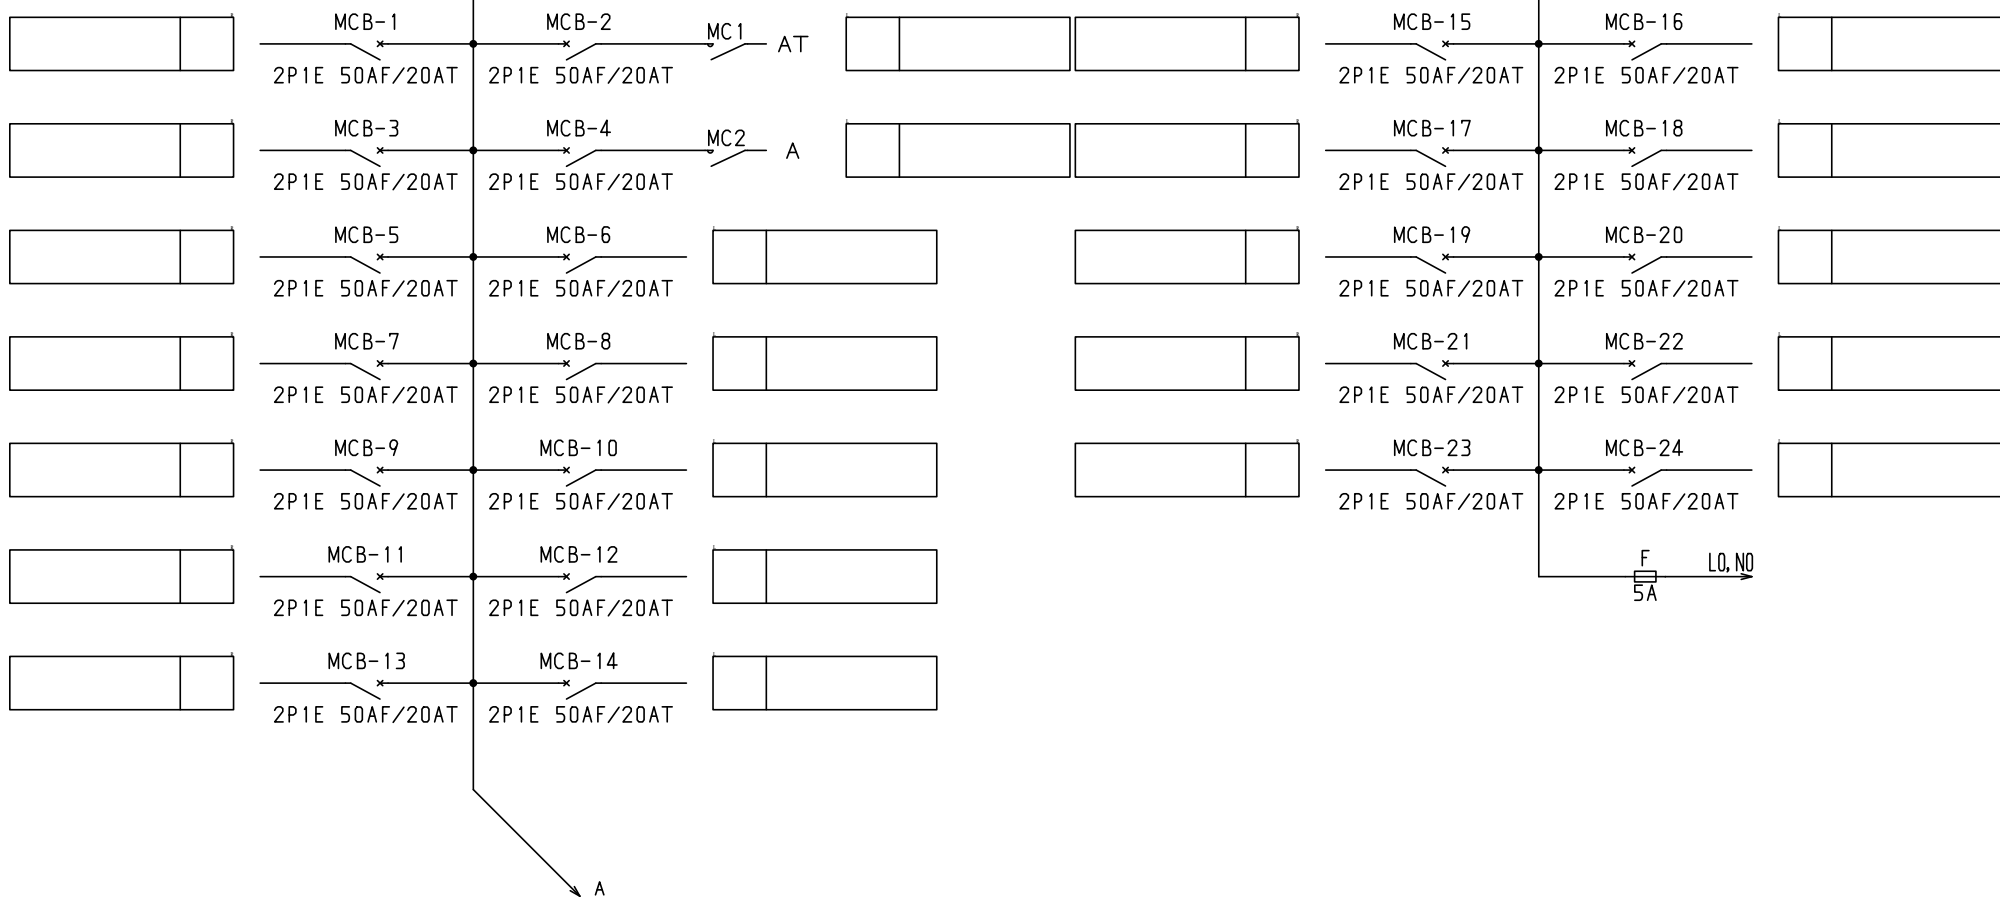 MCB-1 MCB-2 MC1 AT
2P1E 50AF/20AT 2P1E 50AF/20AT
MCB-3 MCB-4 MC2 A
2P1E 50AF/20AT 2P1E 50AF/20AT
MCB-5 MCB-6
2P1E 50AF/20AT 2P1E 50AF/20AT
MCB-7 MCB-8
2P1E 50AF/20AT 2P1E 50AF/20AT
MCB-9 MCB-10
2P1E 50AF/20AT 2P1E 50AF/20AT
MCB-11 MCB-12
2P1E 50AF/20AT 2P1E 50AF/20AT
MCB-13 MCB-14
2P1E 50AF/20AT 2P1E 50AF/20AT
A
MCB-15 MCB-16
2P1E 50AF/20AT 2P1E 50AF/20AT
MCB-17 MCB-18
2P1E 50AF/20AT 2P1E 50AF/20AT
MCB-19 MCB-20
2P1E 50AF/20AT 2P1E 50AF/20AT
MCB-21 MCB-22
2P1E 50AF/20AT 2P1E 50AF/20AT
MCB-23 MCB-24
2P1E 50AF/20AT 2P1E 50AF/20AT
F L0,N0
5A